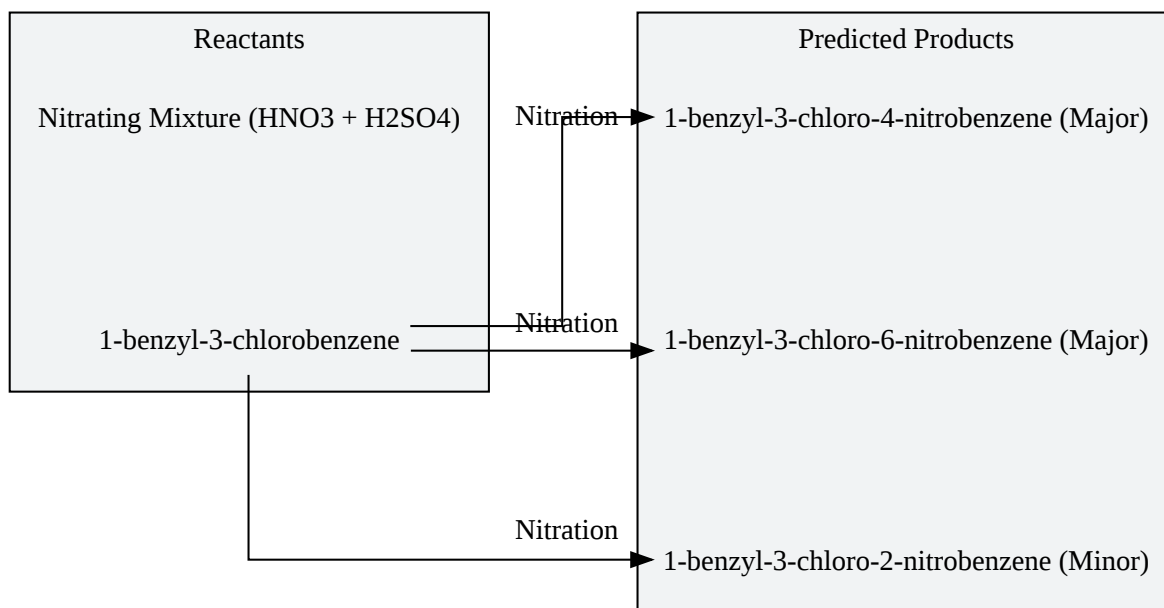 Reactants
Predicted Products
Nitrating Mixture (HNO3 + H2SO4)
Nitration
1-benzyl-3-chloro-4-nitrobenzene (Major)
1-benzyl-3-chlorobenzene
Nitration
1-benzyl-3-chloro-6-nitrobenzene (Major)
Nitration
1-benzyl-3-chloro-2-nitrobenzene (Minor)